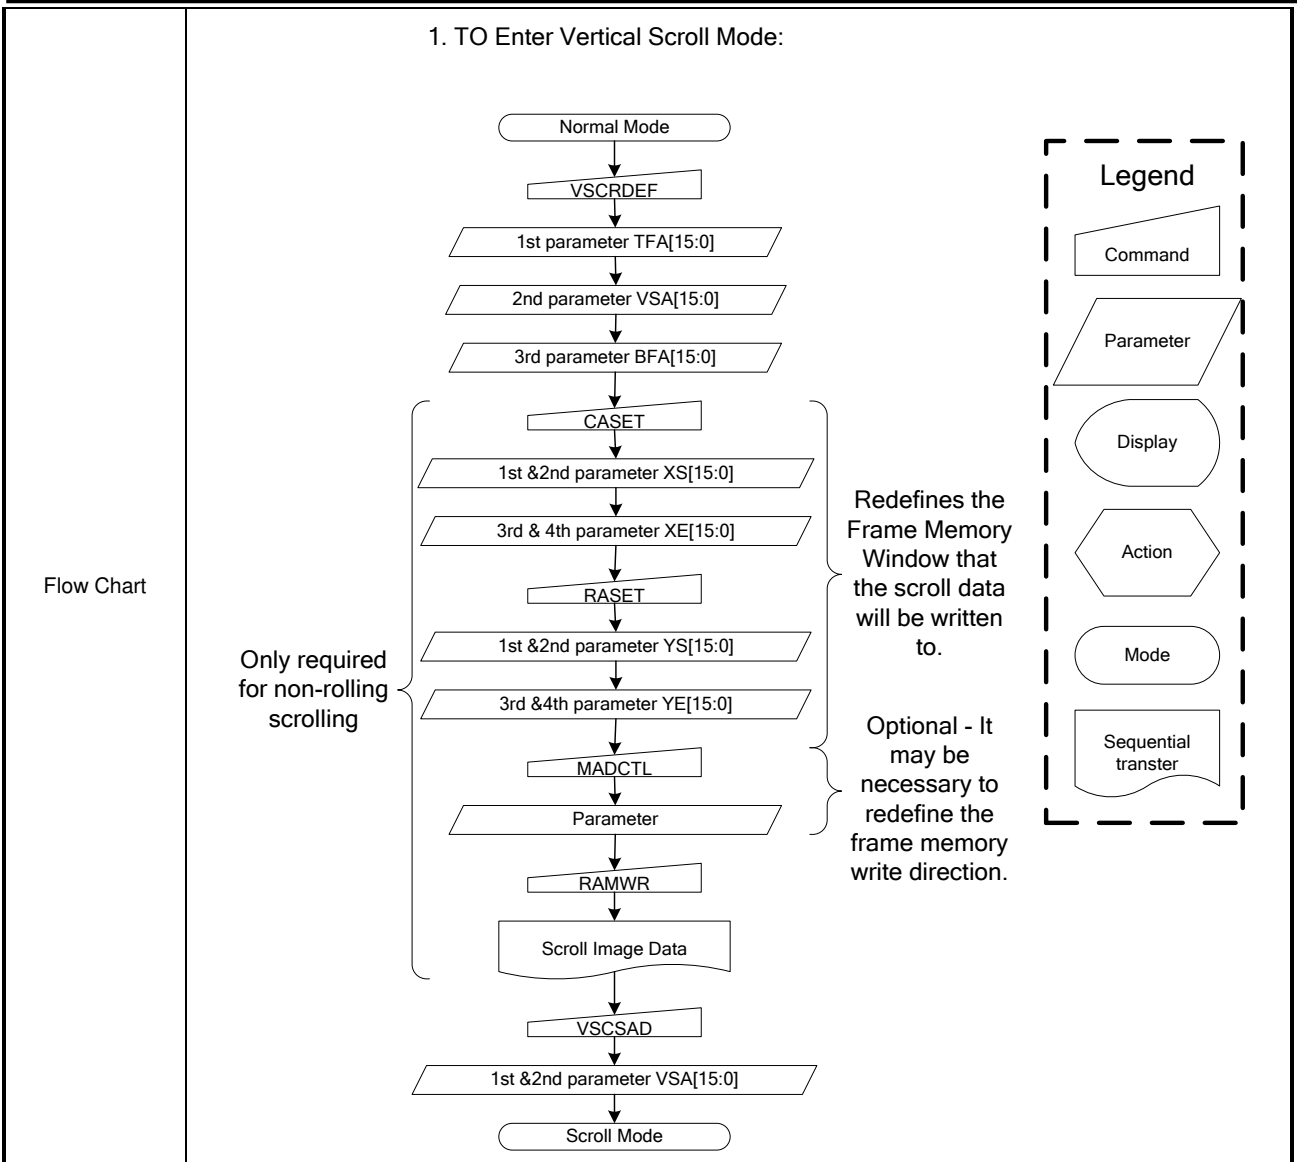 1. TO Enter Vertical Scroll Mode:
Normal Mode
VSCRDEF
1st parameter TFA[15:0]
2nd parameter VSA[15:0]
3rd parameter BFA[15:0]
CASET
1st &2nd parameter XS[15:0]
3rd & 4th parameter XE[15:0]
RASET
1st &2nd parameter YS[15:0]
3rd &4th parameter YE[15:0]
MADCTL
Parameter
RAMWR
Scroll Image Data
VSCSAD
1st &2nd parameter VSA[15:0]
Scroll Mode
Flow Chart
Only required
for non-rolling
scrolling
Redefines the
Frame Memory
Window that
the scroll data
will be written
to.
Optional - It
may be
necessary to
redefine the
frame memory
write direction.
Legend
Command
Parameter
Display
Action
Mode
Sequential
transter